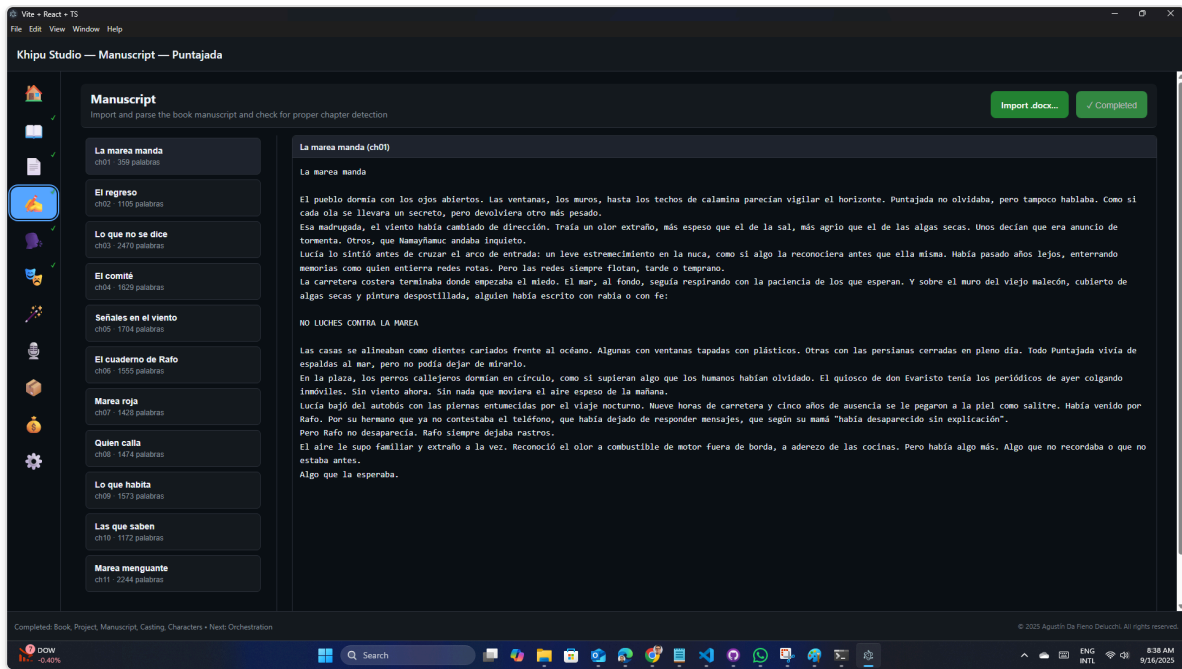 Vite + React + TS
File Edit View Window Help
Khipu Studio — Manuscript — Puntajada
Manuscript
Import and parse the book manuscript and check for proper chapter detection
Import .docx...
✓ Completed
La marea manda
ch01 · 359 palabras
El regreso
ch02 · 1105 palabras
Lo que no se dice
ch03 · 2470 palabras
El comité
ch04 · 1629 palabras
Señales en el viento
ch05 · 1704 palabras
El cuaderno de Rafo
ch06 · 1555 palabras
Marea roja
ch07 · 1428 palabras
Quien calla
ch08 · 1474 palabras
Lo que habita
ch09 · 1573 palabras
Las que saben
ch10 · 1172 palabras
Marea menguante
ch11 · 2244 palabras
La marea manda (ch01)
La marea manda
El pueblo dormía con los ojos abiertos. Las ventanas, los muros, hasta los techos de calamina parecían vigilar el horizonte. Puntajada no olvidaba, pero tampoco hablaba. Como si
cada ola se llevara un secreto, pero devolviera otro más pesado.
Esa madrugada, el viento había cambiado de dirección. Traía un olor extraño, más espeso que el de la sal, más agrio que el de las algas secas. Unos decían que era anuncio de
tormenta. Otros, que Namayñamuc andaba inquieto.
Lucía lo sintió antes de cruzar el arco de entrada: un leve estremecimiento en la nuca, como si algo la reconociera antes que ella misma. Había pasado años lejos, enterrando
memorias como quien entierra redes rotas. Pero las redes siempre flotan, tarde o temprano.
La carretera costera terminaba donde empezaba el miedo. El mar, al fondo, seguía respirando con la paciencia de los que esperan. Y sobre el muro del viejo malecón, cubierto de
algas secas y pintura despostillada, alguien había escrito con rabia o con fe:
NO LUCHES CONTRA LA MAREA
Las casas se alineaban como dientes cariados frente al océano. Algunas con ventanas tapadas con plásticos. Otras con las persianas cerradas en pleno día. Todo Puntajada vivía de
espaldas al mar, pero no podía dejar de mirarlo.
En la plaza, los perros callejeros dormían en círculo, como si supieran algo que los humanos habían olvidado. El quiosco de don Evaristo tenía los periódicos de ayer colgando
inmóviles. Sin viento ahora. Sin nada que moviera el aire espeso de la mañana.
Lucía bajó del autobús con las piernas entumecidas por el viaje nocturno. Nueve horas de carretera y cinco años de ausencia se le pegaron a la piel como salitre. Había venido por
Rafo. Por su hermano que ya no contestaba el teléfono, que había dejado de responder mensajes, que según su mamá "había desaparecido sin explicación".
Pero Rafo no desaparecía. Rafo siempre dejaba rastros.
El aire le supo familiar y extraño a la vez. Reconoció el olor a combustible de motor fuera de borda, a aderezo de las cocinas. Pero había algo más. Algo que no recordaba o que no
estaba antes.
Algo que la esperaba.
Completed: Book, Project, Manuscript, Casting, Characters • Next: Orchestration
© 2025 Agustín Da Fieno Delucchi. All rights reserved.
7
DOW
-0.40%
Search
ENG
INTL
8:38 AM
9/16/2025